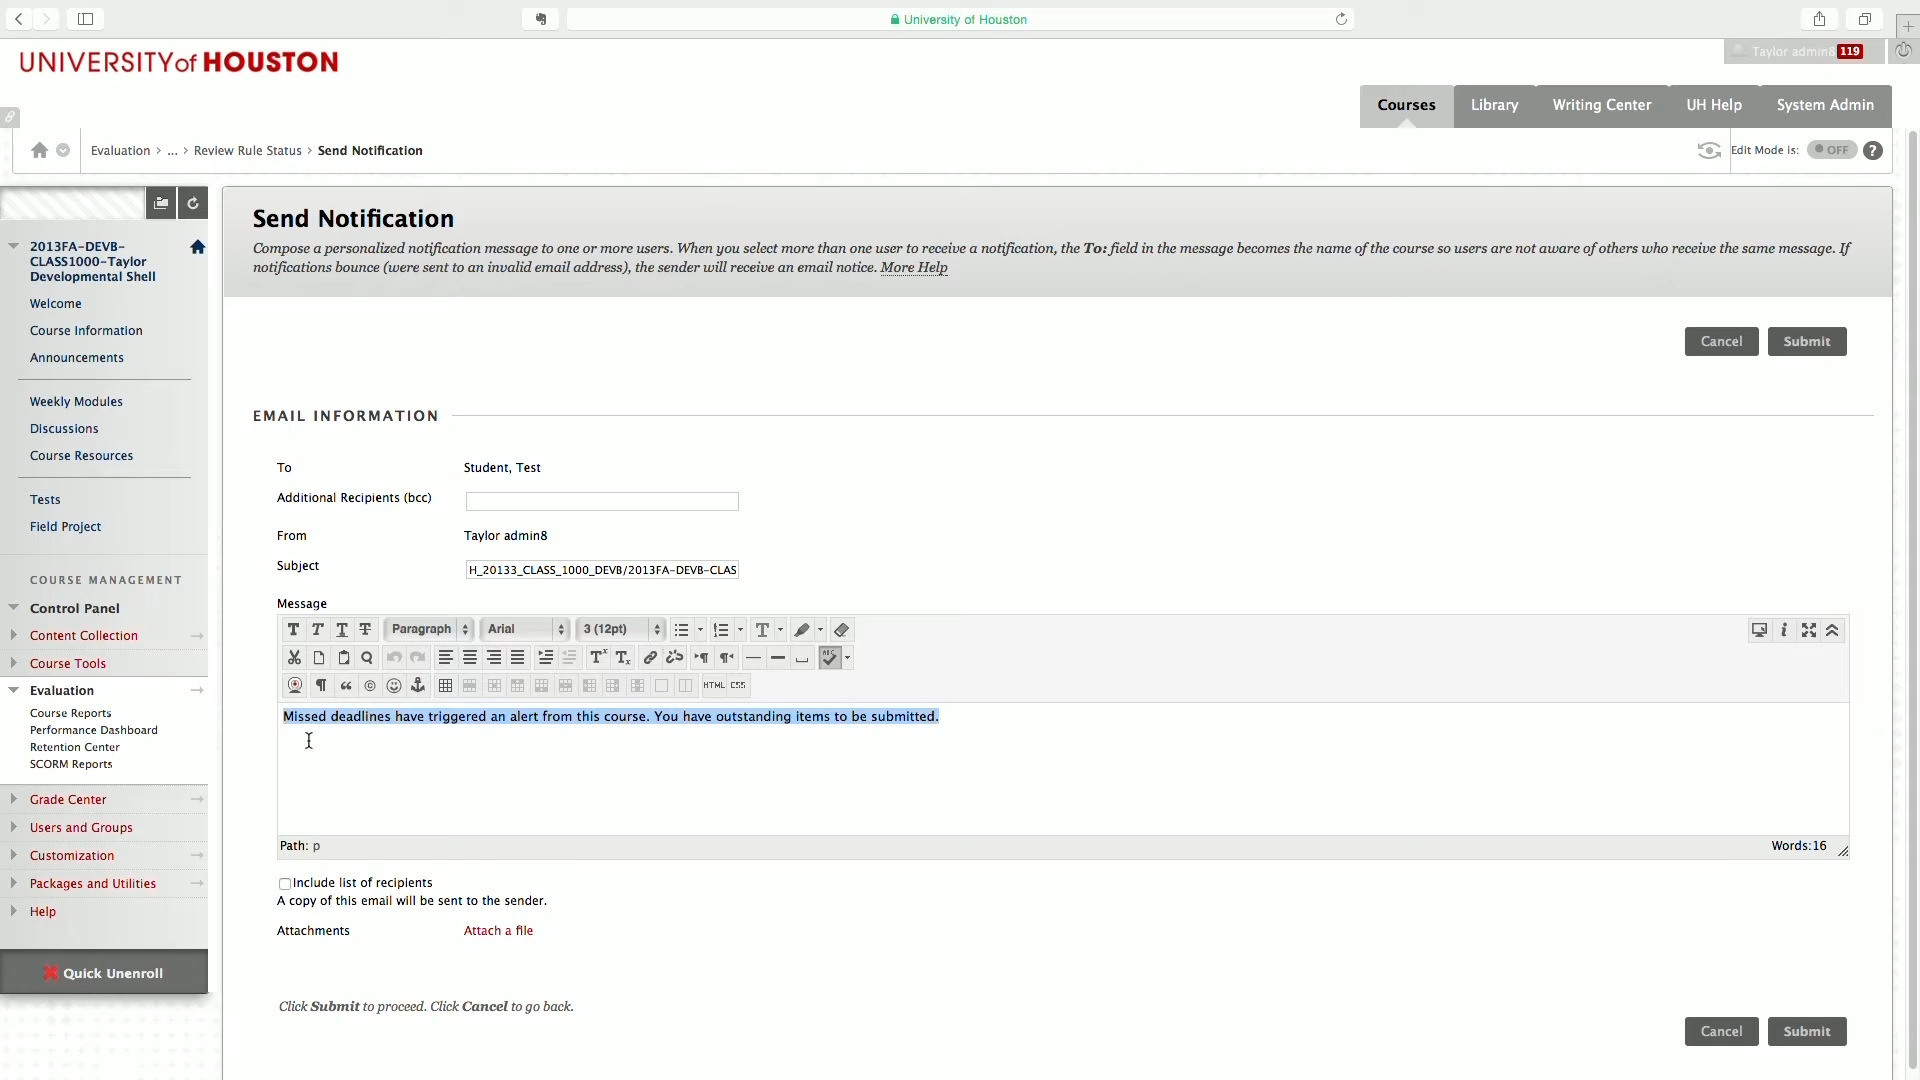 University of Houston
UNIVERSITY of HOUSTON
Taylor admin8 119
Courses
Library
Writing Center
UH Help
System Admin
Evaluation > ... > Review Rule Status > Send Notification
Edit Mode is: OFF ?
2013FA-DEVB-
CLASS1000-Taylor
Developmental Shell
Welcome
Course Information
Announcements
Weekly Modules
Discussions
Course Resources
Tests
Field Project
COURSE MANAGEMENT
Control Panel
Content Collection
Course Tools
Evaluation
Course Reports
Performance Dashboard
Retention Center
SCORM Reports
Grade Center
Users and Groups
Customization
Packages and Utilities
Help
Quick Unenroll
Send Notification
Compose a personalized notification message to one or more users. When you select more than one user to receive a notification, the To: field in the message becomes the name of the course so users are not aware of others who receive the same message. If
notifications bounce (were sent to an invalid email address), the sender will receive an email notice. More Help
Cancel Submit
EMAIL INFORMATION
To Student, Test
Additional Recipients (bcc)
From Taylor admin8
Subject H_20133_CLASS_1000_DEVB/2013FA-DEVB-CLAS
Message
T T T T Paragraph Arial 3 (12pt) T
ABC
HTML CSS
Missed deadlines have triggered an alert from this course. You have outstanding items to be submitted.
Path: p Words:16
Include list of recipients
A copy of this email will be sent to the sender.
Attachments Attach a file
Click Submit to proceed. Click Cancel to go back.
Cancel Submit